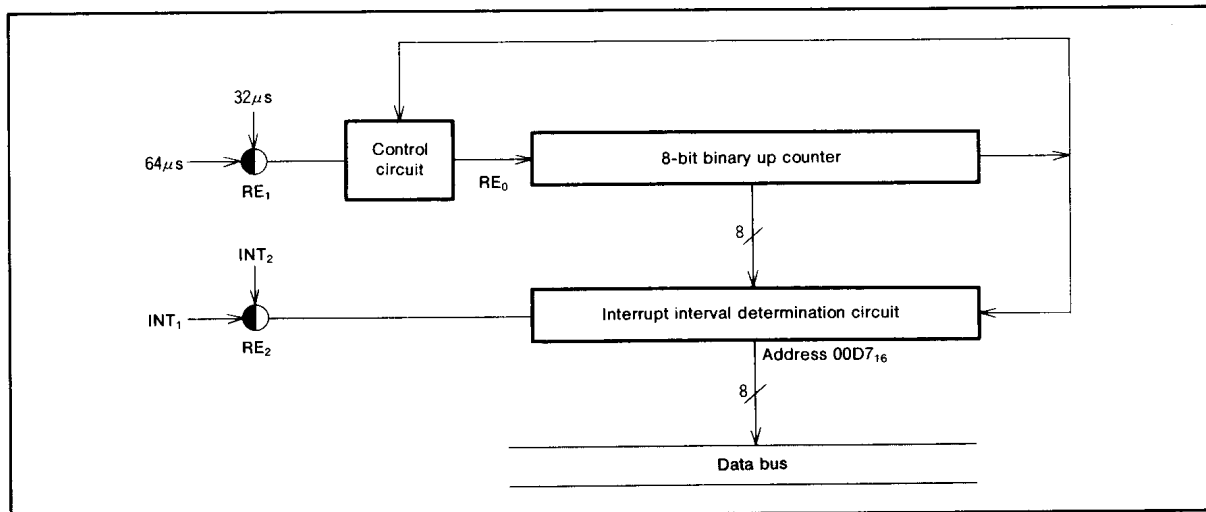 32μs
64μs
RE₁
Control
circuit
RE₀
8-bit binary up counter
8
INT₂
INT₁
RE₂
Interrupt interval determination circuit
Address 00D7₁₆
8
Data bus